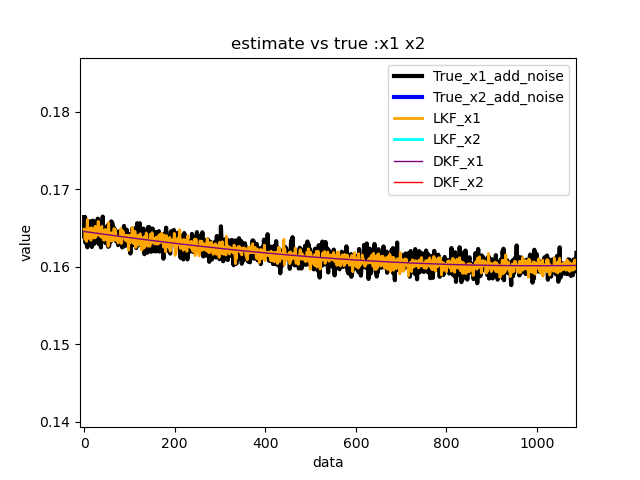 estimate vs true :x1 x2
True_x1_add_noise
True_x2_add_noise
LKF_x1
LKF_x2
DKF_x1
DKF_x2
0.18
0.17
0.16
0.15
0.14
value
0
200
400
600
800
1000
data